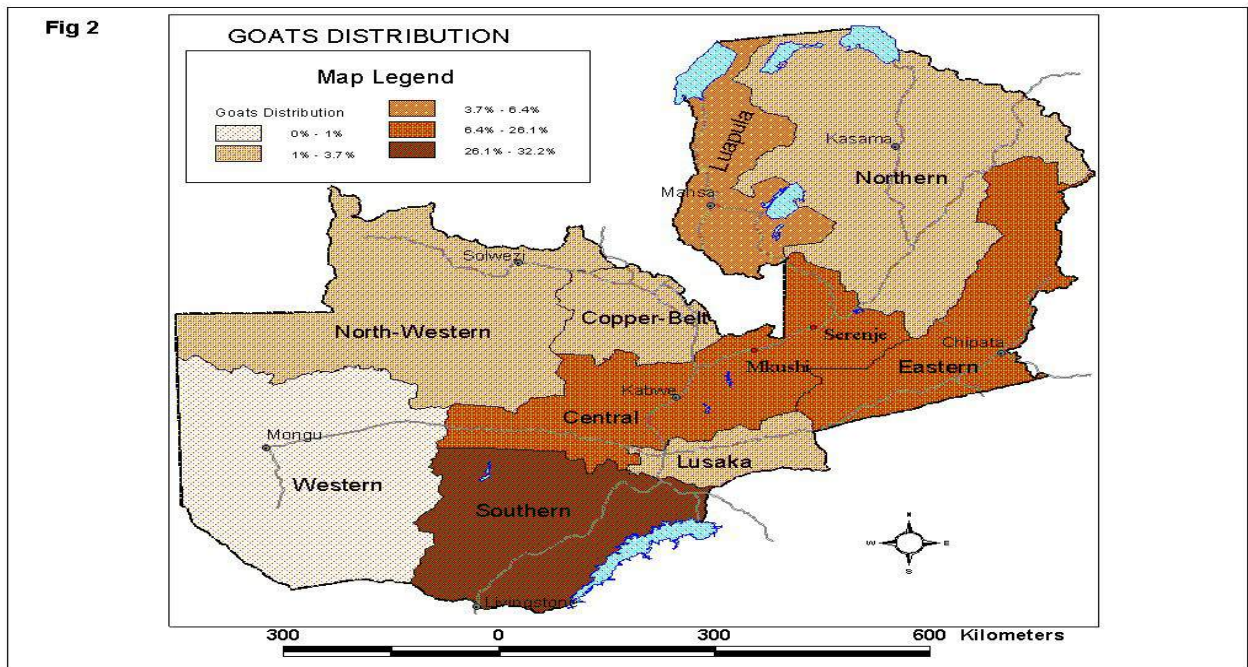 Fig 2
GOATS DISTRIBUTION
Map Legend
Goats Distribution
0% - 1%
1% - 3.7%
3.7% - 6.4%
6.4% - 26.1%
26.1% - 32.2%
Luapula
Kasama
Northern
Mansa
Solwezi
North-Western
Copper-Belt
Serenje
Mkushi
Chipata
Eastern
Kabwe
Central
Mongu
Western
Lusaka
Southern
Livingstone
N
W
E
S
300 0 300 600 Kilometers